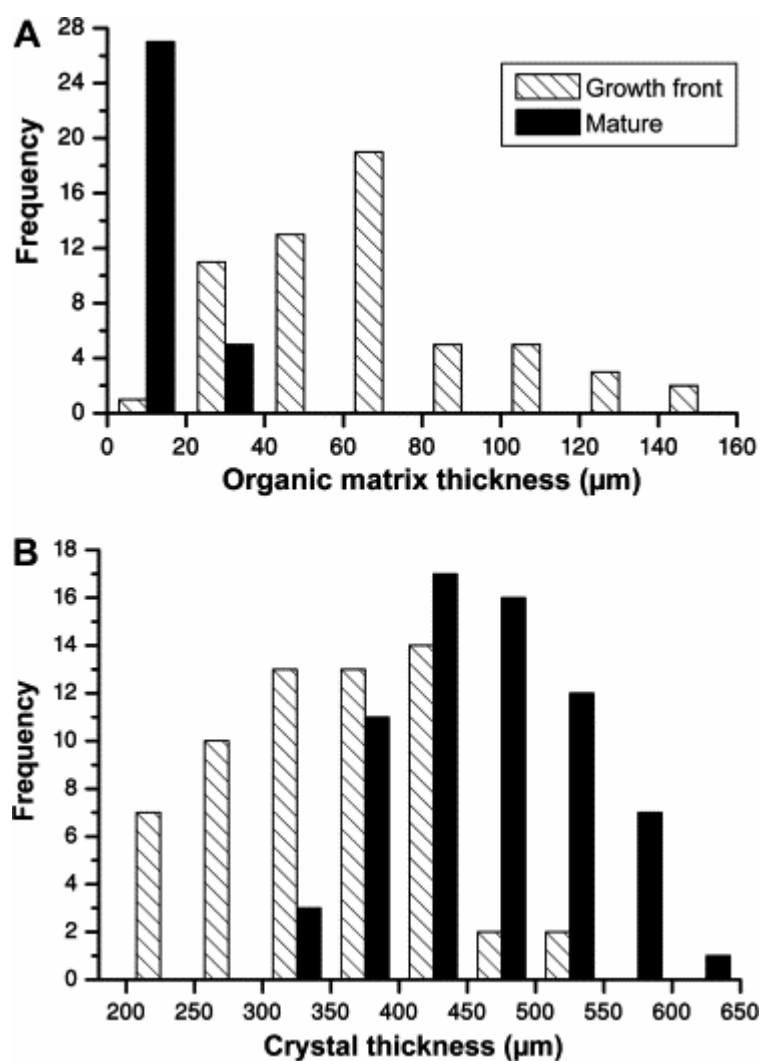 A
Frequency
28
24
20
16
12
8
4
0
Growth front
Mature
0 20 40 60 80 100 120 140 160
Organic matrix thickness (µm)
B
Frequency
18
16
14
12
10
8
6
4
2
0
200 250 300 350 400 450 500 550 600 650
Crystal thickness (µm)